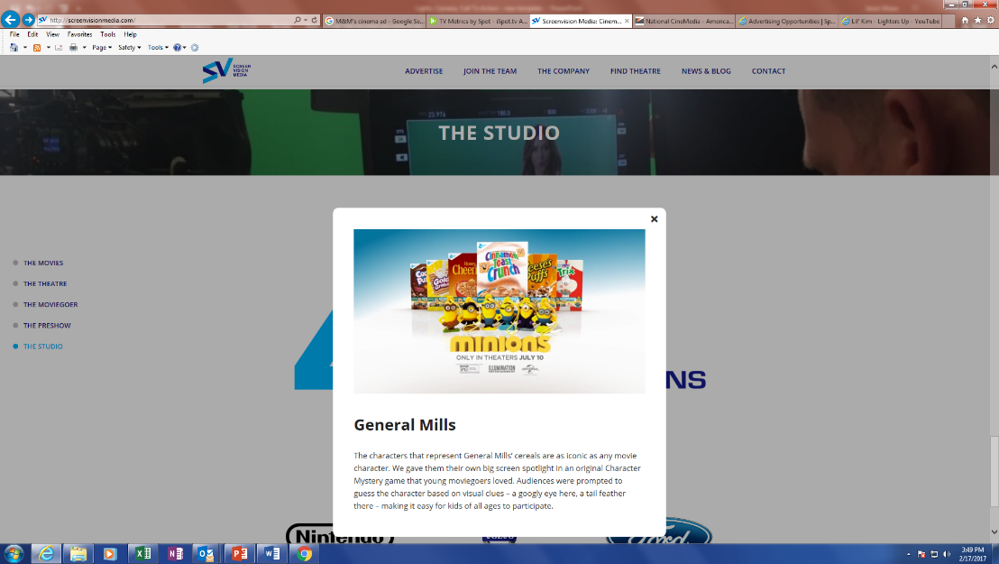 http://screenvisionmedia.com/
M&M's cinema ad – Google Se...
TV Metrics by Spot - iSpot.tv A...
Screenvision Media: Cinem...
National CineMedia - America...
Advertising Opportunities | Sp...
Lil' Kim - Lighters Up - YouTube
File Edit View Favorites Tools Help
Page Safety Tools
SCREEN
VISION
MEDIA
ADVERTISE JOIN THE TEAM THE COMPANY FIND THEATRE NEWS & BLOG CONTACT
THE STUDIO
THE MOVIES
THE THEATRE
THE MOVIEGOER
THE PRESHOW
THE STUDIO
Cinnamon
Toast
Crunch
Trix
minions
ONLY IN THEATERS JULY 10
ILLUMINATION
UNIVERSAL
NS
General Mills
The characters that represent General Mills' cereals are as iconic as any movie
character. We gave them their own big screen spotlight in an original Character
Mystery game that young moviegoers loved. Audiences were prompted to
guess the character based on visual clues – a googly eye here, a tail feather
there – making it easy for kids of all ages to participate.
Nintendo
VOLVO
Ford
3:49 PM
2/17/2017